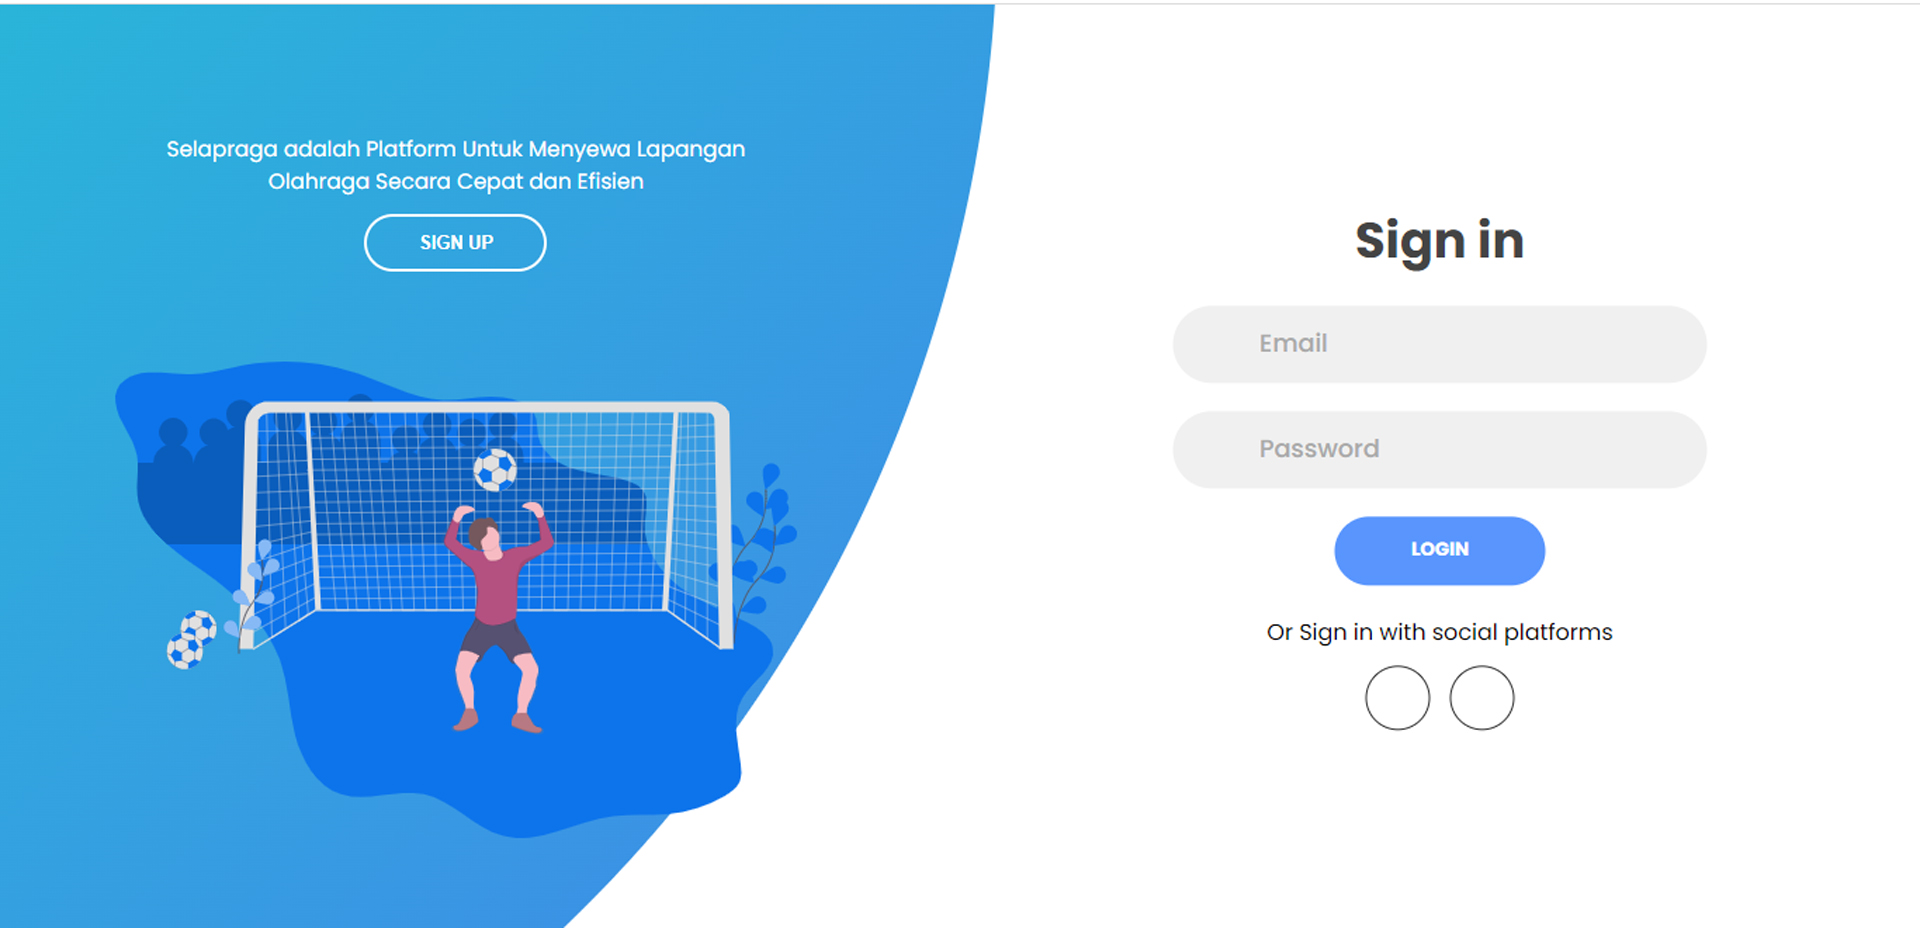 Selapraga adalah Platform Untuk Menyewa Lapangan
Olahraga Secara Cepat dan Efisien
SIGN UP
Sign in
Email
Password
LOGIN
Or Sign in with social platforms